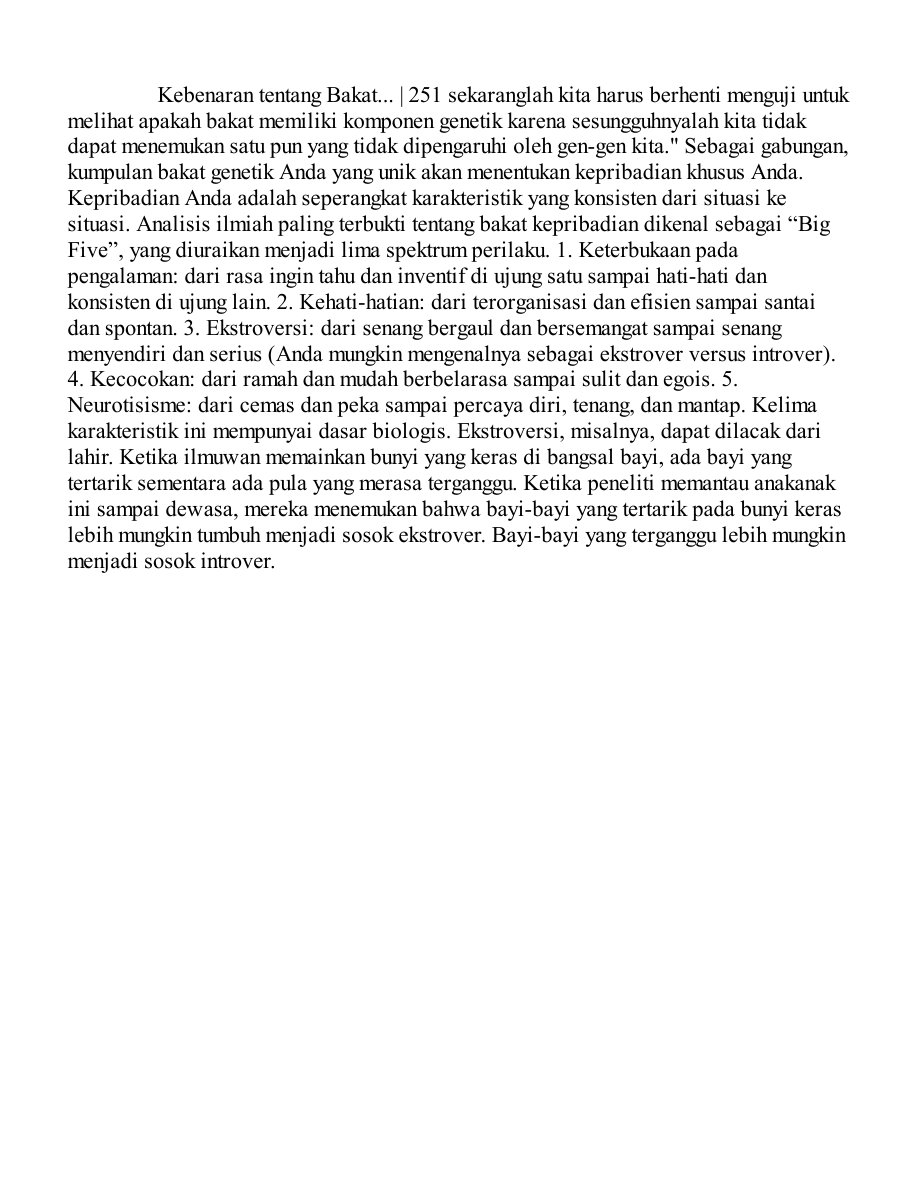 Kebenaran tentang Bakat... | 251 sekaranglah kita harus berhenti menguji untuk
melihat apakah bakat memiliki komponen genetik karena sesungguhnyalah kita tidak
dapat menemukan satu pun yang tidak dipengaruhi oleh gen-gen kita." Sebagai gabungan,
kumpulan bakat genetik Anda yang unik akan menentukan kepribadian khusus Anda.
Kepribadian Anda adalah seperangkat karakteristik yang konsisten dari situasi ke
situasi. Analisis ilmiah paling terbukti tentang bakat kepribadian dikenal sebagai “Big
Five”, yang diuraikan menjadi lima spektrum perilaku. 1. Keterbukaan pada
pengalaman: dari rasa ingin tahu dan inventif di ujung satu sampai hati-hati dan
konsisten di ujung lain. 2. Kehati-hatian: dari terorganisasi dan efisien sampai santai
dan spontan. 3. Ekstroversi: dari senang bergaul dan bersemangat sampai senang
menyendiri dan serius (Anda mungkin mengenalnya sebagai ekstrover versus introver).
4. Kecocokan: dari ramah dan mudah berbelarasa sampai sulit dan egois. 5.
Neurotisisme: dari cemas dan peka sampai percaya diri, tenang, dan mantap. Kelima
karakteristik ini mempunyai dasar biologis. Ekstroversi, misalnya, dapat dilacak dari
lahir. Ketika ilmuwan memainkan bunyi yang keras di bangsal bayi, ada bayi yang
tertarik sementara ada pula yang merasa terganggu. Ketika peneliti memantau anakanak
ini sampai dewasa, mereka menemukan bahwa bayi-bayi yang tertarik pada bunyi keras
lebih mungkin tumbuh menjadi sosok ekstrover. Bayi-bayi yang terganggu lebih mungkin
menjadi sosok introver.